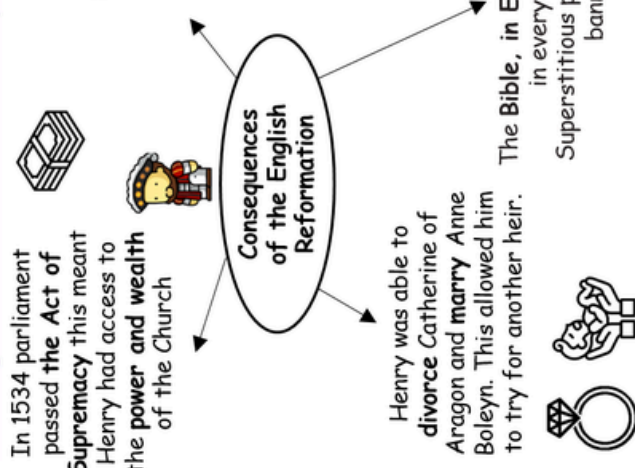 In 1534 parliament
passed the Act of
Supremacy this meant
Henry had access to
the power and wealth
of the Church
Consequences
of the English
Reformation
Henry was able to
divorce Catherine of
Aragon and marry Anne
Boleyn. This allowed him
to try for another heir.
The Bible, in E
in every
Superstitious p
bann